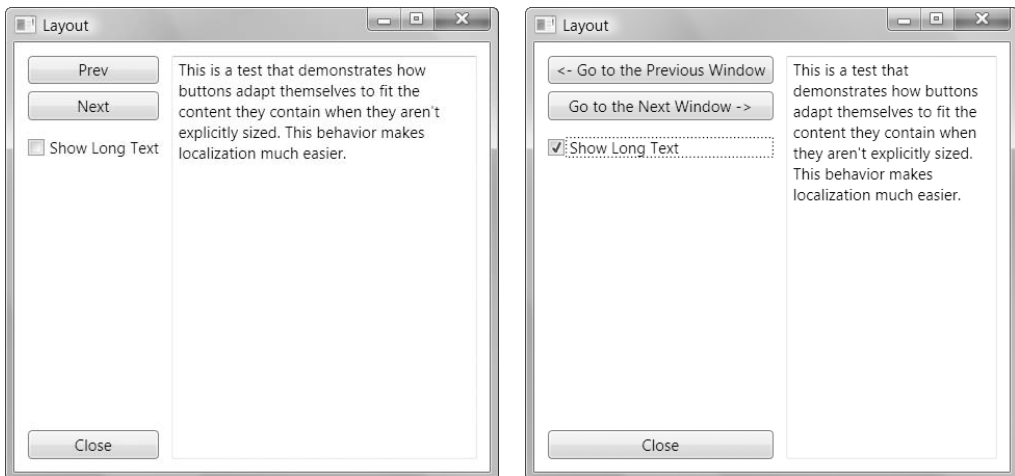 Layout
Prev
Next
Show Long Text
Close
This is a test that demonstrates how
buttons adapt themselves to fit the
content they contain when they aren't
explicitly sized. This behavior makes
localization much easier.
Layout
<- Go to the Previous Window
Go to the Next Window ->
Show Long Text
Close
This is a test that
demonstrates how buttons
adapt themselves to fit the
content they contain when
they aren't explicitly sized.
This behavior makes
localization much easier.